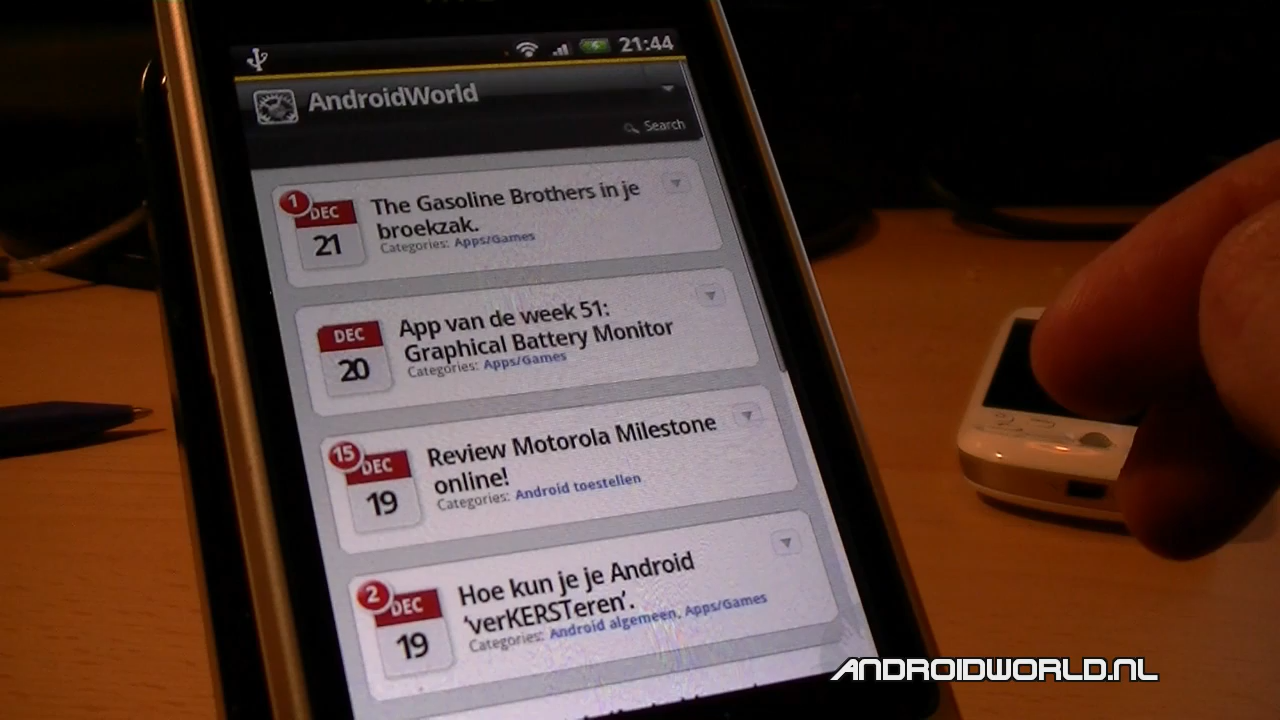 21:44
AndroidWorld
Search
1
DEC
21
The Gasoline Brothers in je
broekzak.
Categories: Apps/Games
DEC
20
App van de week 51:
Graphical Battery Monitor
Categories: Apps/Games
15
DEC
19
Review Motorola Milestone
online!
Categories: Android toestellen
2
DEC
19
Hoe kun je je Android
'verKERSTeren'.
Categories: Android algemeen, Apps/Games
ANDROIDWORLD.NL